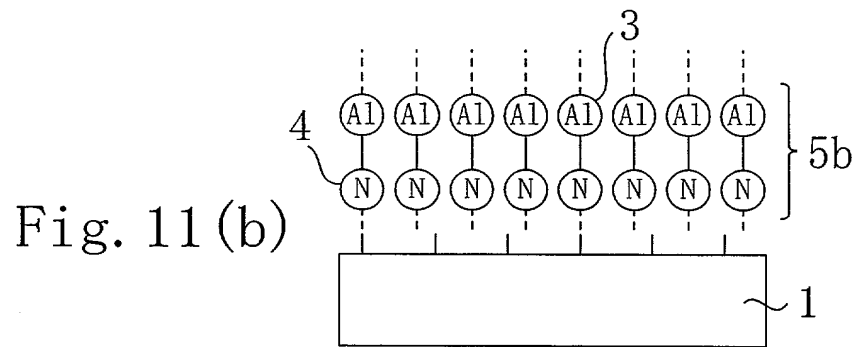 3
Al Al Al Al Al Al Al Al
4
5b
N N N N N N N N
Fig. 11(b)
1